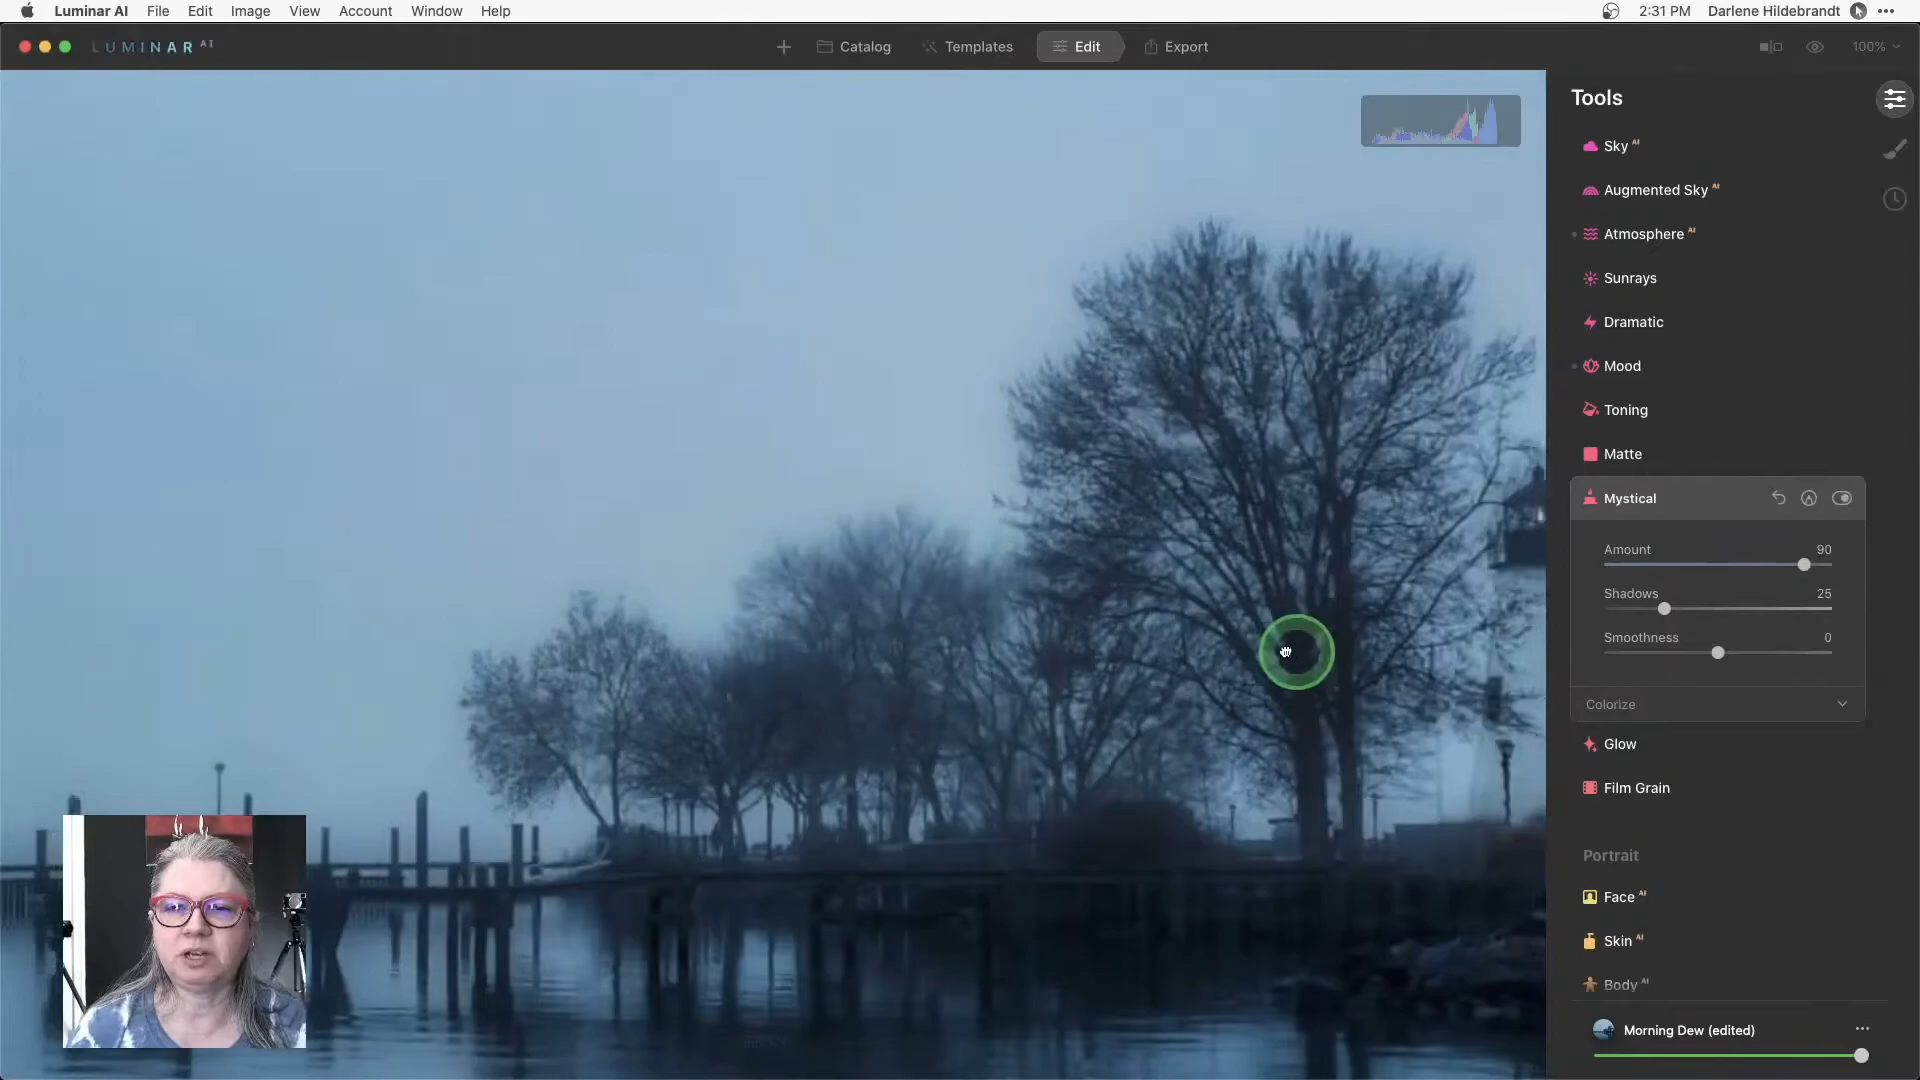 Luminar AI File Edit Image View Account Window Help 2:31 PM Darlene Hildebrandt
LUMINAR AI Catalog Templates Edit Export 100%
Tools
Sky AI
Augmented Sky AI
Atmosphere AI
Sunrays
Dramatic
Mood
Toning
Matte
Mystical
Amount 90
Shadows 25
Smoothness 0
Colorize
Glow
Film Grain
Portrait
Face AI
Skin AI
Body AI
Morning Dew (edited)